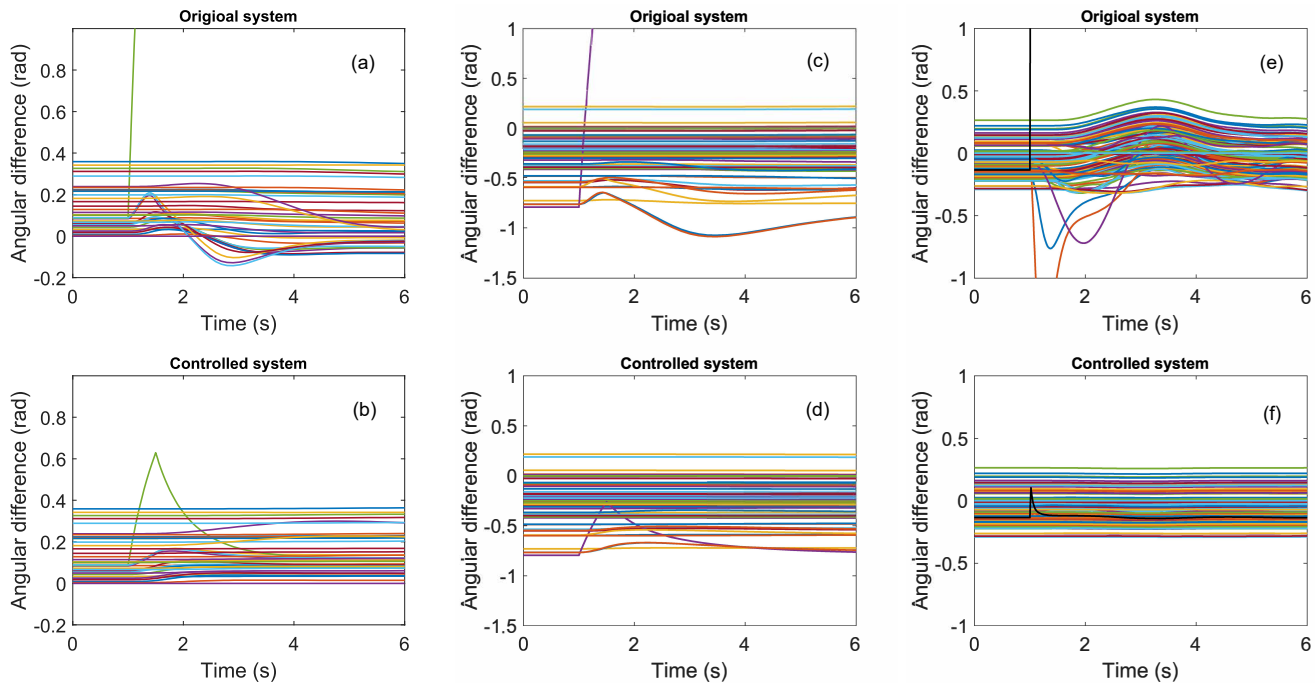 Origioal system
Angular difference (rad)
0.8
0.6
0.4
0.2
0
-0.2
(a)
0 2 4 6
Time (s)
Origioal system
Angular difference (rad)
1
0.5
0
-0.5
-1
-1.5
(c)
0 2 4 6
Time (s)
Origioal system
Angular difference (rad)
1
0.5
0
-0.5
-1
(e)
0 2 4 6
Time (s)
Controlled system
Angular difference (rad)
0.8
0.6
0.4
0.2
0
-0.2
(b)
0 2 4 6
Time (s)
Controlled system
Angular difference (rad)
1
0.5
0
-0.5
-1
-1.5
(d)
0 2 4 6
Time (s)
Controlled system
Angular difference (rad)
1
0.5
0
-0.5
-1
(f)
0 2 4 6
Time (s)